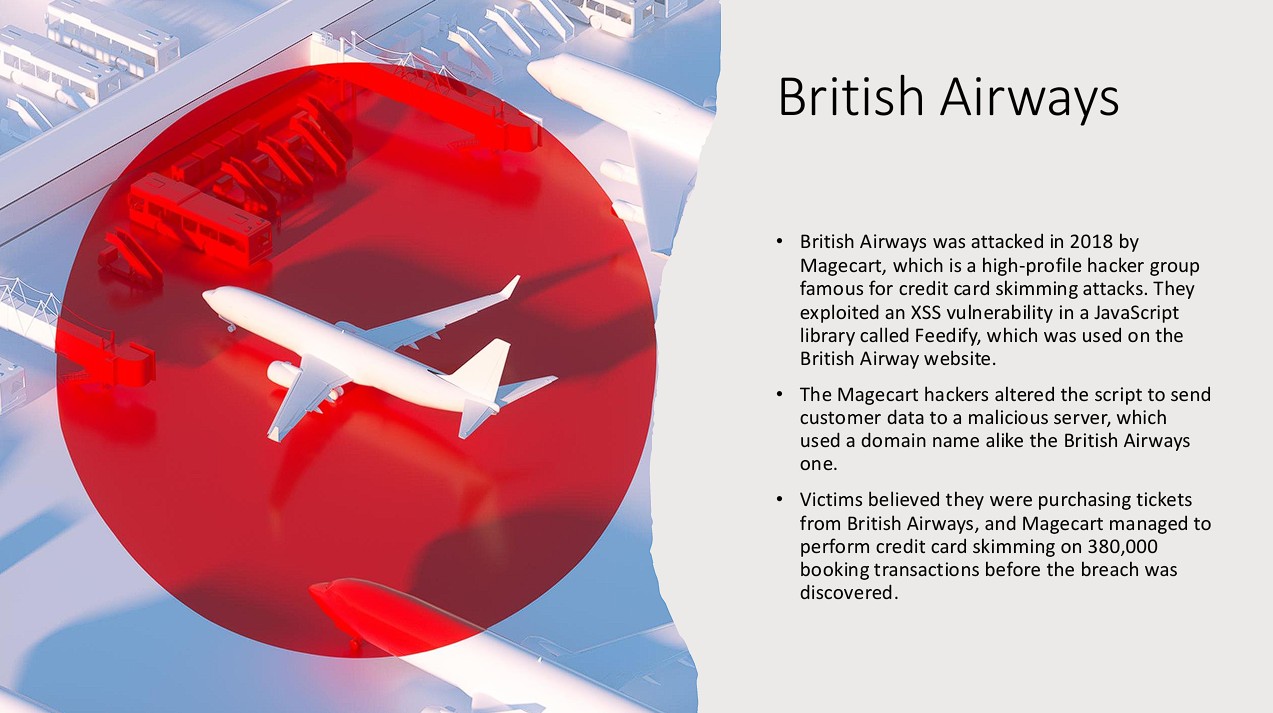 British Airways
• British Airways was attacked in 2018 by
Magecart, which is a high-profile hacker group
famous for credit card skimming attacks. They
exploited an XSS vulnerability in a JavaScript
library called Feedify, which was used on the
British Airway website.
• The Magecart hackers altered the script to send
customer data to a malicious server, which
used a domain name alike the British Airways
one.
• Victims believed they were purchasing tickets
from British Airways, and Magecart managed to
perform credit card skimming on 380,000
booking transactions before the breach was
discovered.